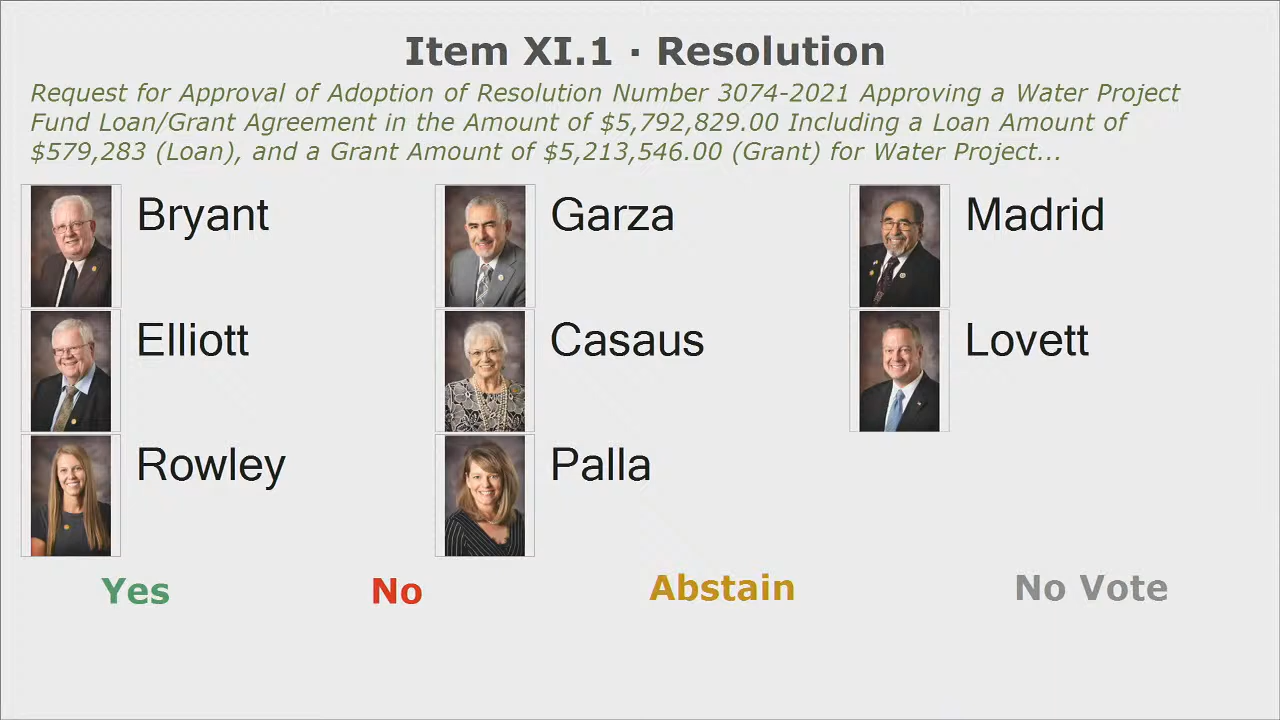 Item XI.1 · Resolution
Request for Approval of Adoption of Resolution Number 3074-2021 Approving a Water Project
Fund Loan/Grant Agreement in the Amount of $5,792,829.00 Including a Loan Amount of
$579,283 (Loan), and a Grant Amount of $5,213,546.00 (Grant) for Water Project...
Bryant Garza Madrid
Elliott Casaus Lovett
Rowley Palla
Yes No Abstain No Vote